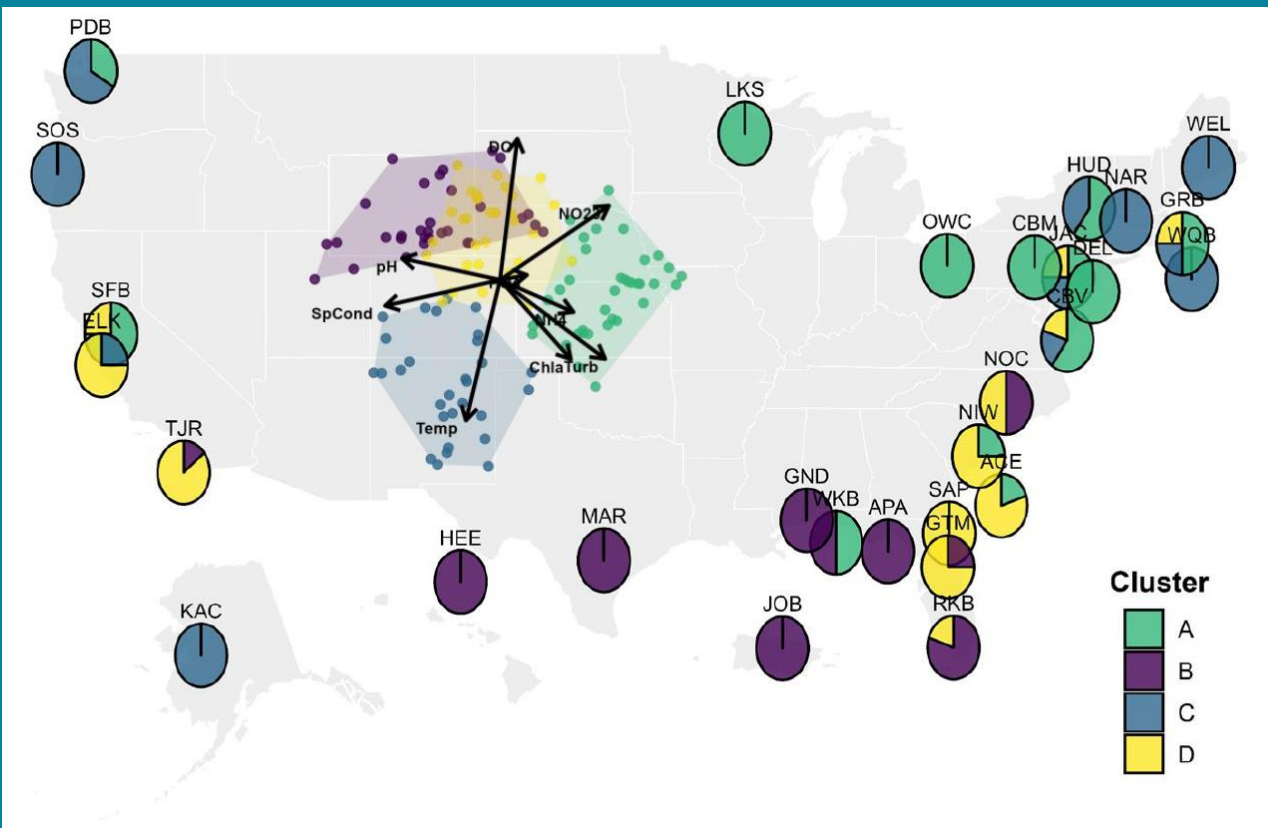 PDB
LKS
SOS
WEL
HUD
NAR
DO
GRB
NO23
OWC
CBM
JAC
WQB
DEL
pH
SFB
CBV
SpCond
ELK
NH4
NOC
ChlaTurb
NIW
TJR
Temp
ACE
GND
SAP
WKB
APA
MAR
GTM
HEE
Cluster
KAC
JOB
RKB
A
B
C
D